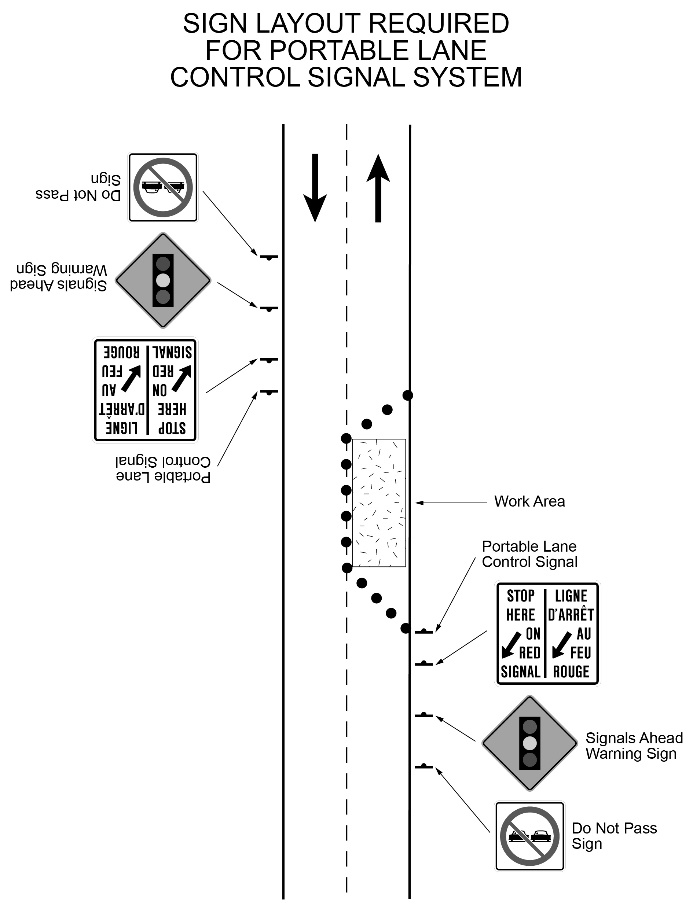 SIGN LAYOUT REQUIRED
FOR PORTABLE LANE
CONTROL SIGNAL SYSTEM
Do Not Pass
Sign
Signals Ahead
Warning Sign
STOP
HERE
ON
RED
SIGNAL
LIGNE
D'ARRÊT
AU
FEU
ROUGE
Portable Lane
Control Signal
Work Area
Portable Lane
Control Signal
STOP
HERE
ON
RED
SIGNAL
LIGNE
D'ARRÊT
AU
FEU
ROUGE
Signals Ahead
Warning Sign
Do Not Pass
Sign